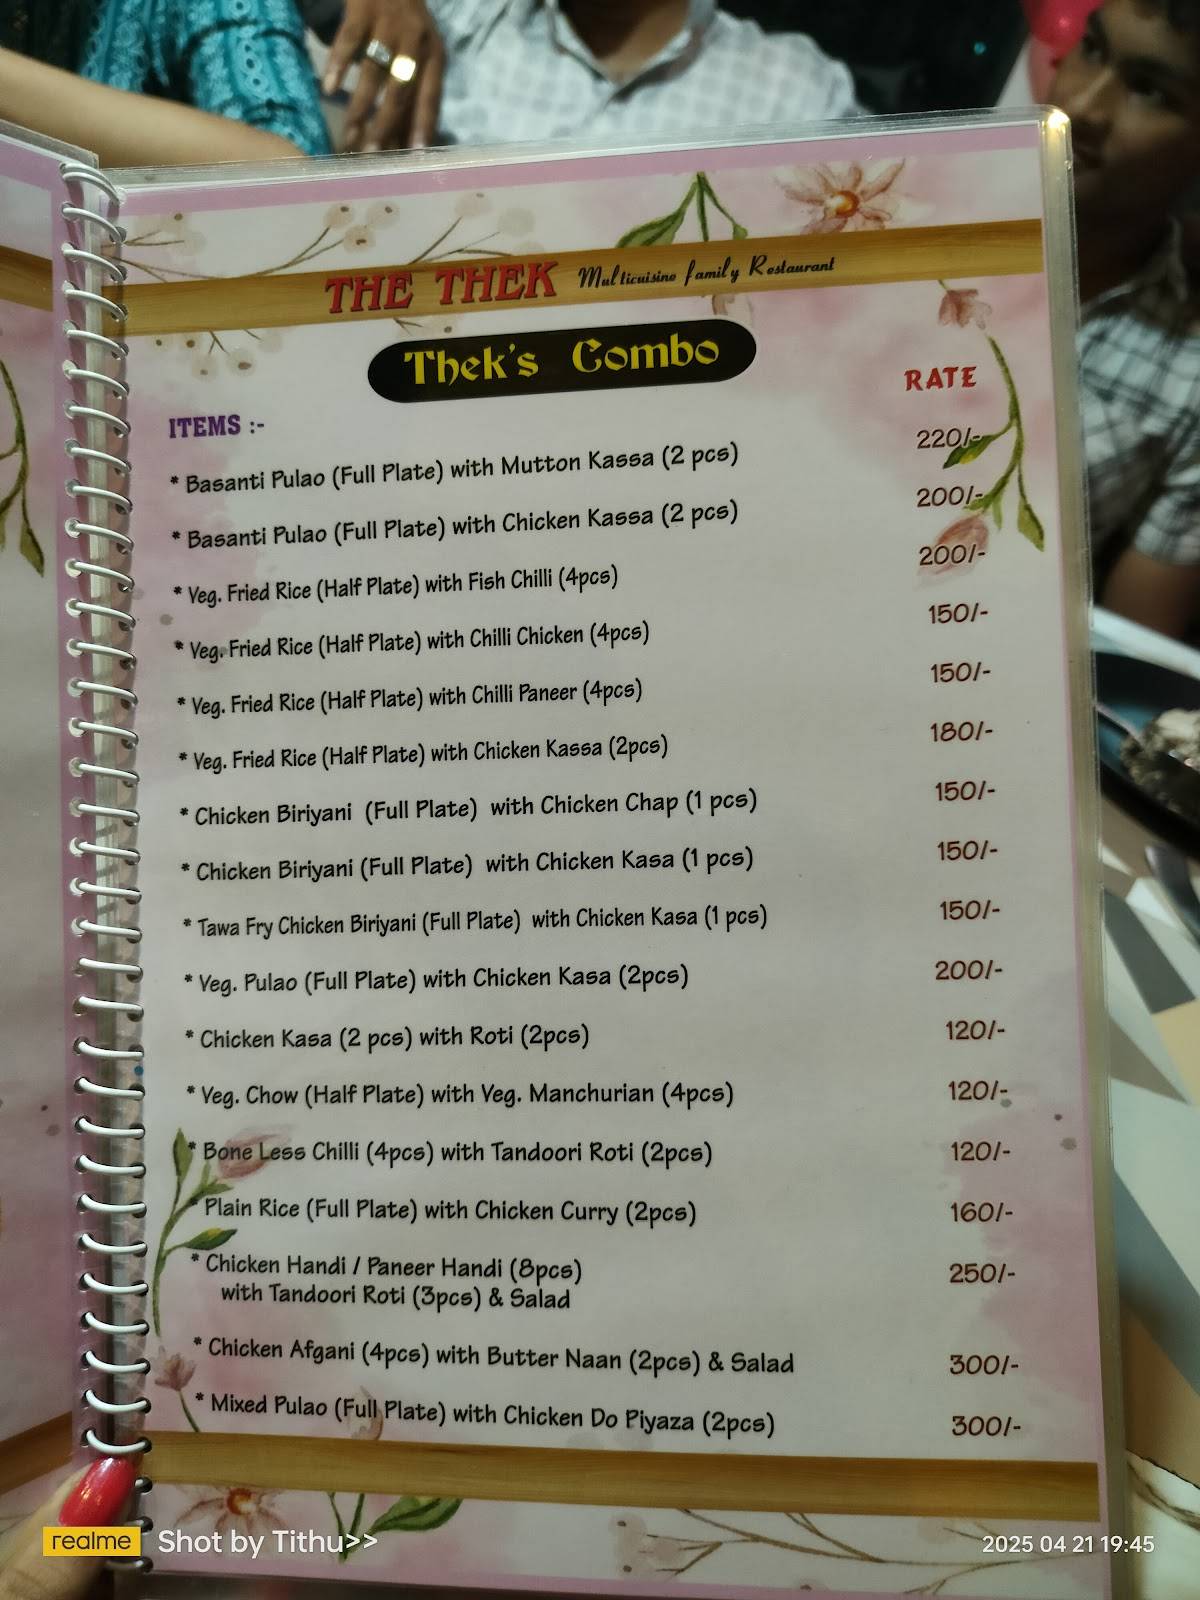 THE THEK Multicuisine Family Restaurant
Thek's Combo
RATE
ITEMS :-
* Basanti Pulao (Full Plate) with Mutton Kassa (2 pcs) 220/-
* Basanti Pulao (Full Plate) with Chicken Kassa (2 pcs) 200/-
* Veg. Fried Rice (Half Plate) with Fish Chilli (4pcs) 200/-
* Veg. Fried Rice (Half Plate) with Chilli Chicken (4pcs) 150/-
* Veg. Fried Rice (Half Plate) with Chilli Paneer (4pcs) 150/-
* Veg. Fried Rice (Half Plate) with Chicken Kassa (2pcs) 180/-
* Chicken Biriyani (Full Plate) with Chicken Chap (1 pcs) 150/-
* Chicken Biriyani (Full Plate) with Chicken Kasa (1 pcs) 150/-
* Tawa Fry Chicken Biriyani (Full Plate) with Chicken Kasa (1 pcs) 150/-
* Veg. Pulao (Full Plate) with Chicken Kasa (2pcs) 200/-
* Chicken Kasa (2 pcs) with Roti (2pcs) 120/-
* Veg. Chow (Half Plate) with Veg. Manchurian (4pcs) 120/-
* Bone Less Chilli (4pcs) with Tandoori Roti (2pcs) 120/-
* Plain Rice (Full Plate) with Chicken Curry (2pcs) 160/-
* Chicken Handi / Paneer Handi (8pcs) 250/-
with Tandoori Roti (3pcs) & Salad
* Chicken Afgani (4pcs) with Butter Naan (2pcs) & Salad 300/-
* Mixed Pulao (Full Plate) with Chicken Do Piyaza (2pcs) 300/-
realme Shot by Tithu>> 2025 04 21 19:45